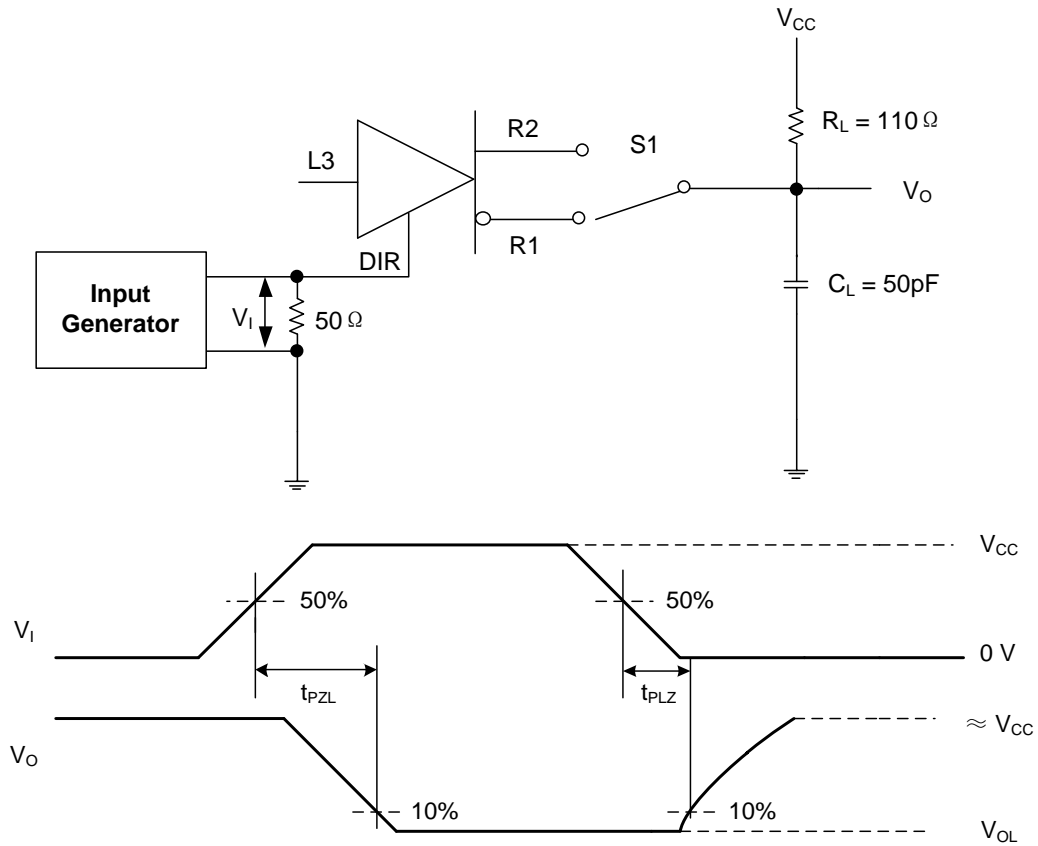 VCC
RL = 110 Ω
R2
S1
L3
VO
R1
DIR
Input
Generator
VI
50 Ω
CL = 50pF
VCC
50%
50%
VI
0 V
tPZL
tPLZ
≈ VCC
VO
10%
10%
VOL